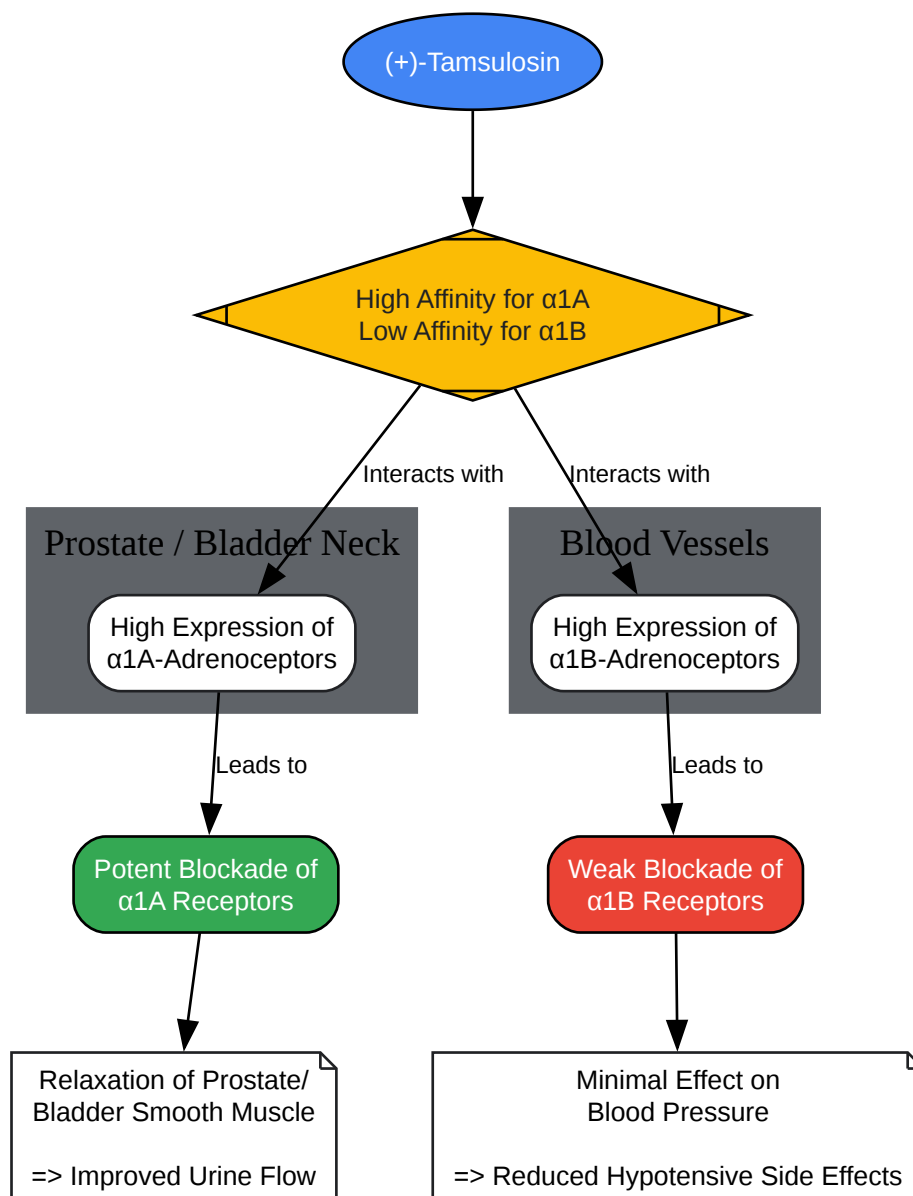 (+)-Tamsulosin
High Affinity for α1A
Low Affinity for α1B
Interacts with
Interacts with
Prostate / Bladder Neck
Blood Vessels
High Expression of
α1A-Adrenoceptors
High Expression of
α1B-Adrenoceptors
Leads to
Leads to
Potent Blockade of
α1A Receptors
Weak Blockade of
α1B Receptors
Relaxation of Prostate/
Bladder Smooth Muscle
=> Improved Urine Flow
Minimal Effect on
Blood Pressure
=> Reduced Hypotensive Side Effects